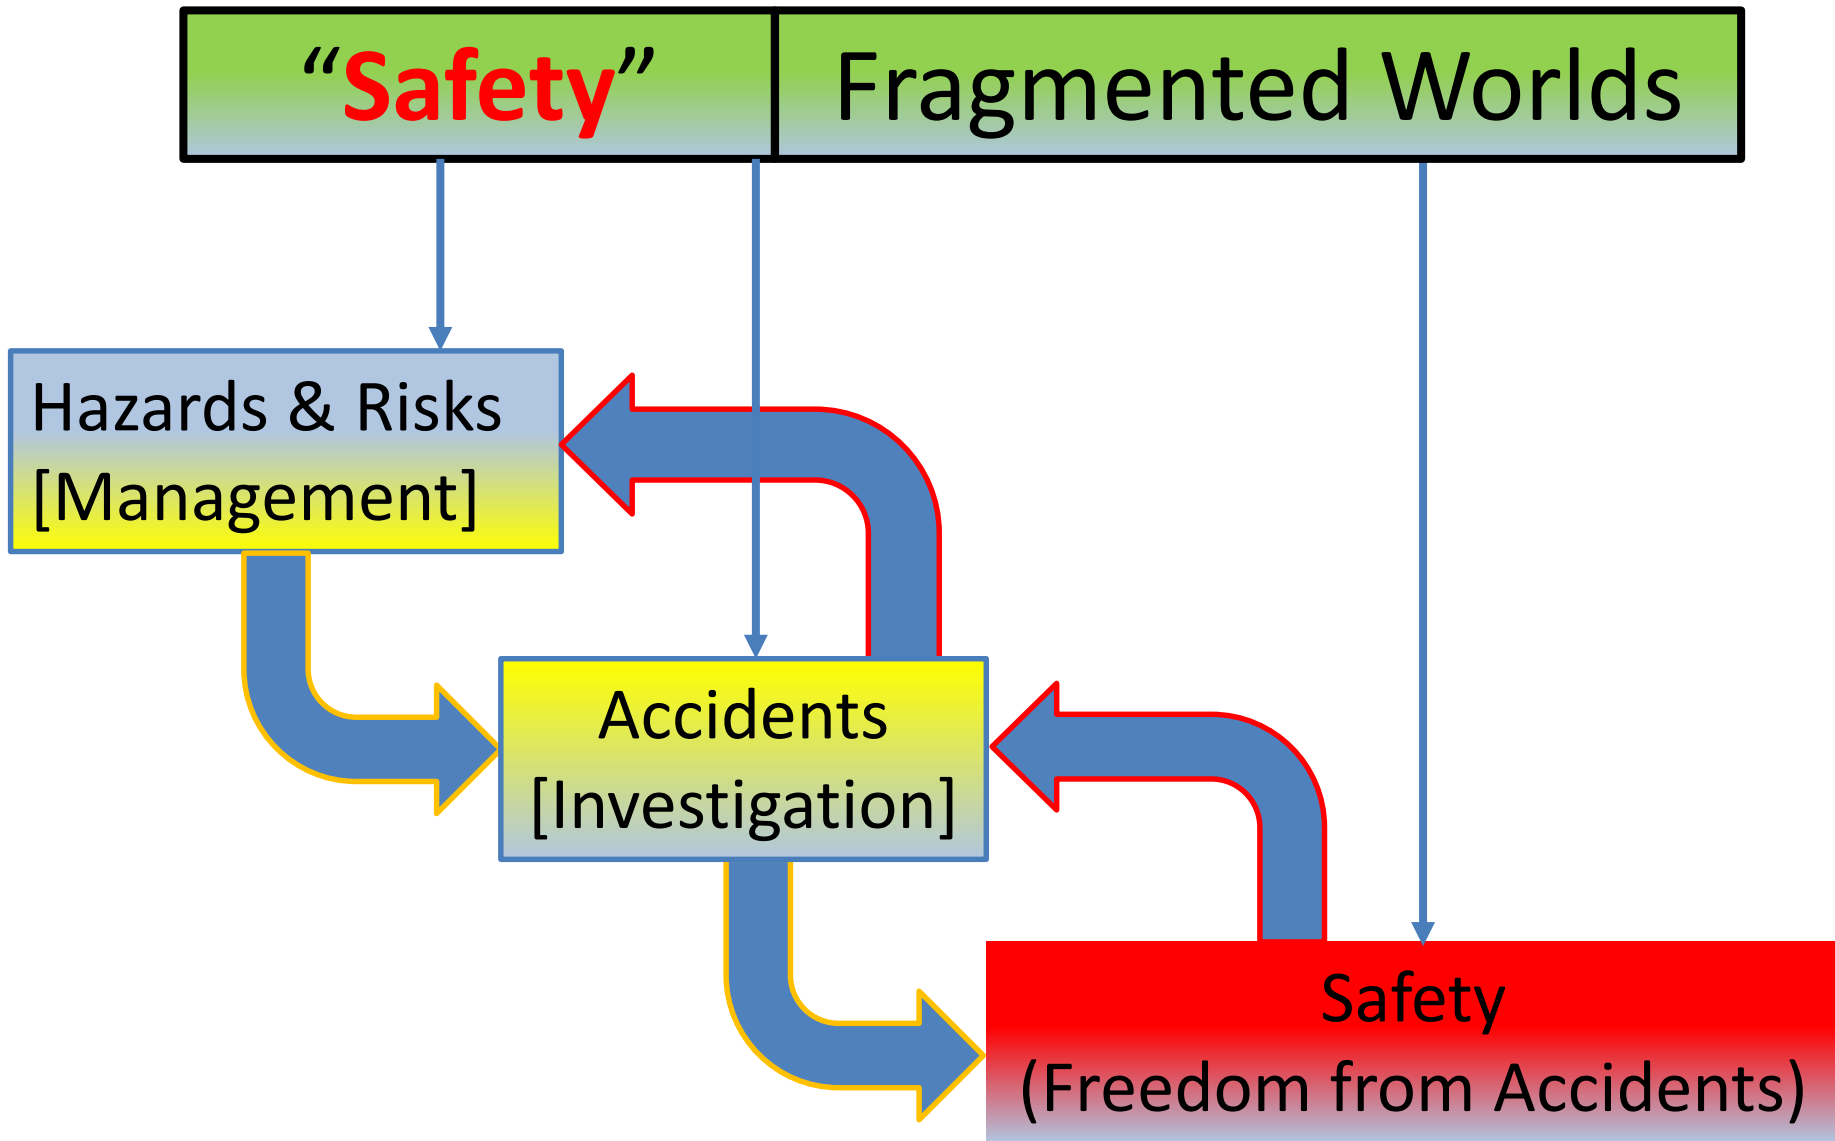 “Safety” Fragmented Worlds
Hazards & Risks
[Management]
Accidents
[Investigation]
Safety
(Freedom from Accidents)